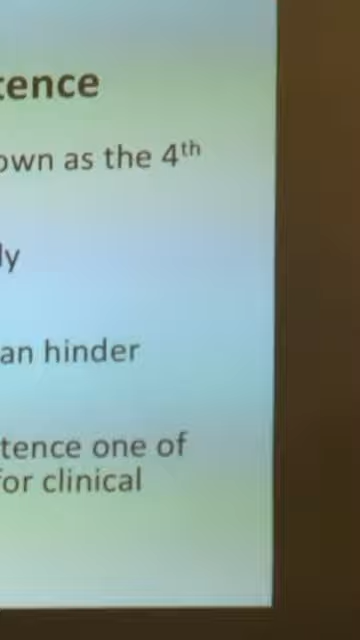 tence
own as the 4th
ly
an hinder
tence one of
for clinical